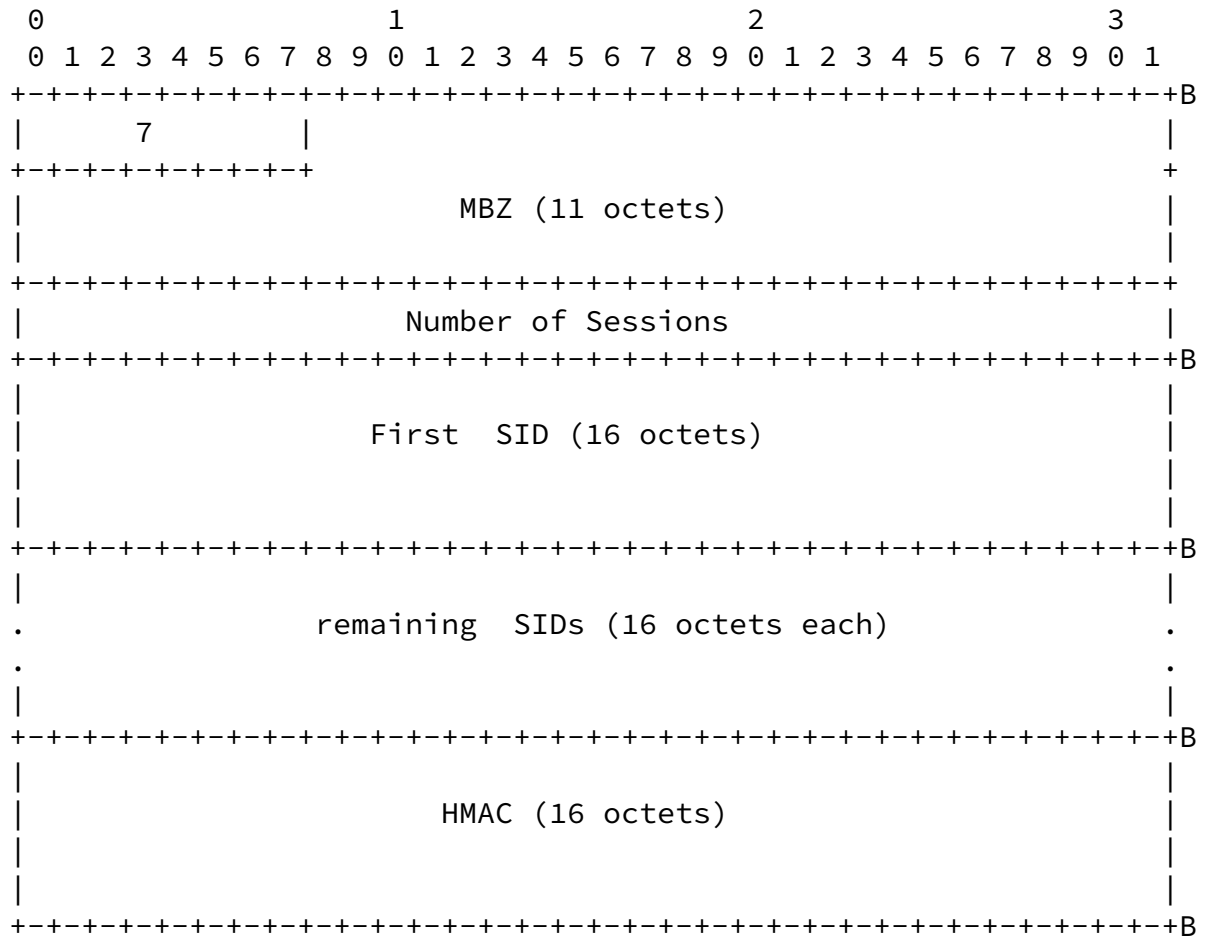 0                   1                   2                   3
 0 1 2 3 4 5 6 7 8 9 0 1 2 3 4 5 6 7 8 9 0 1 2 3 4 5 6 7 8 9 0 1
+-+-+-+-+-+-+-+-+-+-+-+-+-+-+-+-+-+-+-+-+-+-+-+-+-+-+-+-+-+-+-+-+B
|      7        |                                               |
+-+-+-+-+-+-+-+-+                                               +
|                        MBZ (11 octets)                        |
|                                                               |
+-+-+-+-+-+-+-+-+-+-+-+-+-+-+-+-+-+-+-+-+-+-+-+-+-+-+-+-+-+-+-+-+
|                     Number of Sessions                        |
+-+-+-+-+-+-+-+-+-+-+-+-+-+-+-+-+-+-+-+-+-+-+-+-+-+-+-+-+-+-+-+-+B
|                                                               |
|                   First  SID (16 octets)                      |
|                                                               |
|                                                               |
+-+-+-+-+-+-+-+-+-+-+-+-+-+-+-+-+-+-+-+-+-+-+-+-+-+-+-+-+-+-+-+-+B
|                                                               |
.                remaining  SIDs (16 octets each)               .
.                                                               .
|                                                               |
+-+-+-+-+-+-+-+-+-+-+-+-+-+-+-+-+-+-+-+-+-+-+-+-+-+-+-+-+-+-+-+-+B
|                                                               |
|                       HMAC (16 octets)                        |
|                                                               |
|                                                               |
+-+-+-+-+-+-+-+-+-+-+-+-+-+-+-+-+-+-+-+-+-+-+-+-+-+-+-+-+-+-+-+-+B